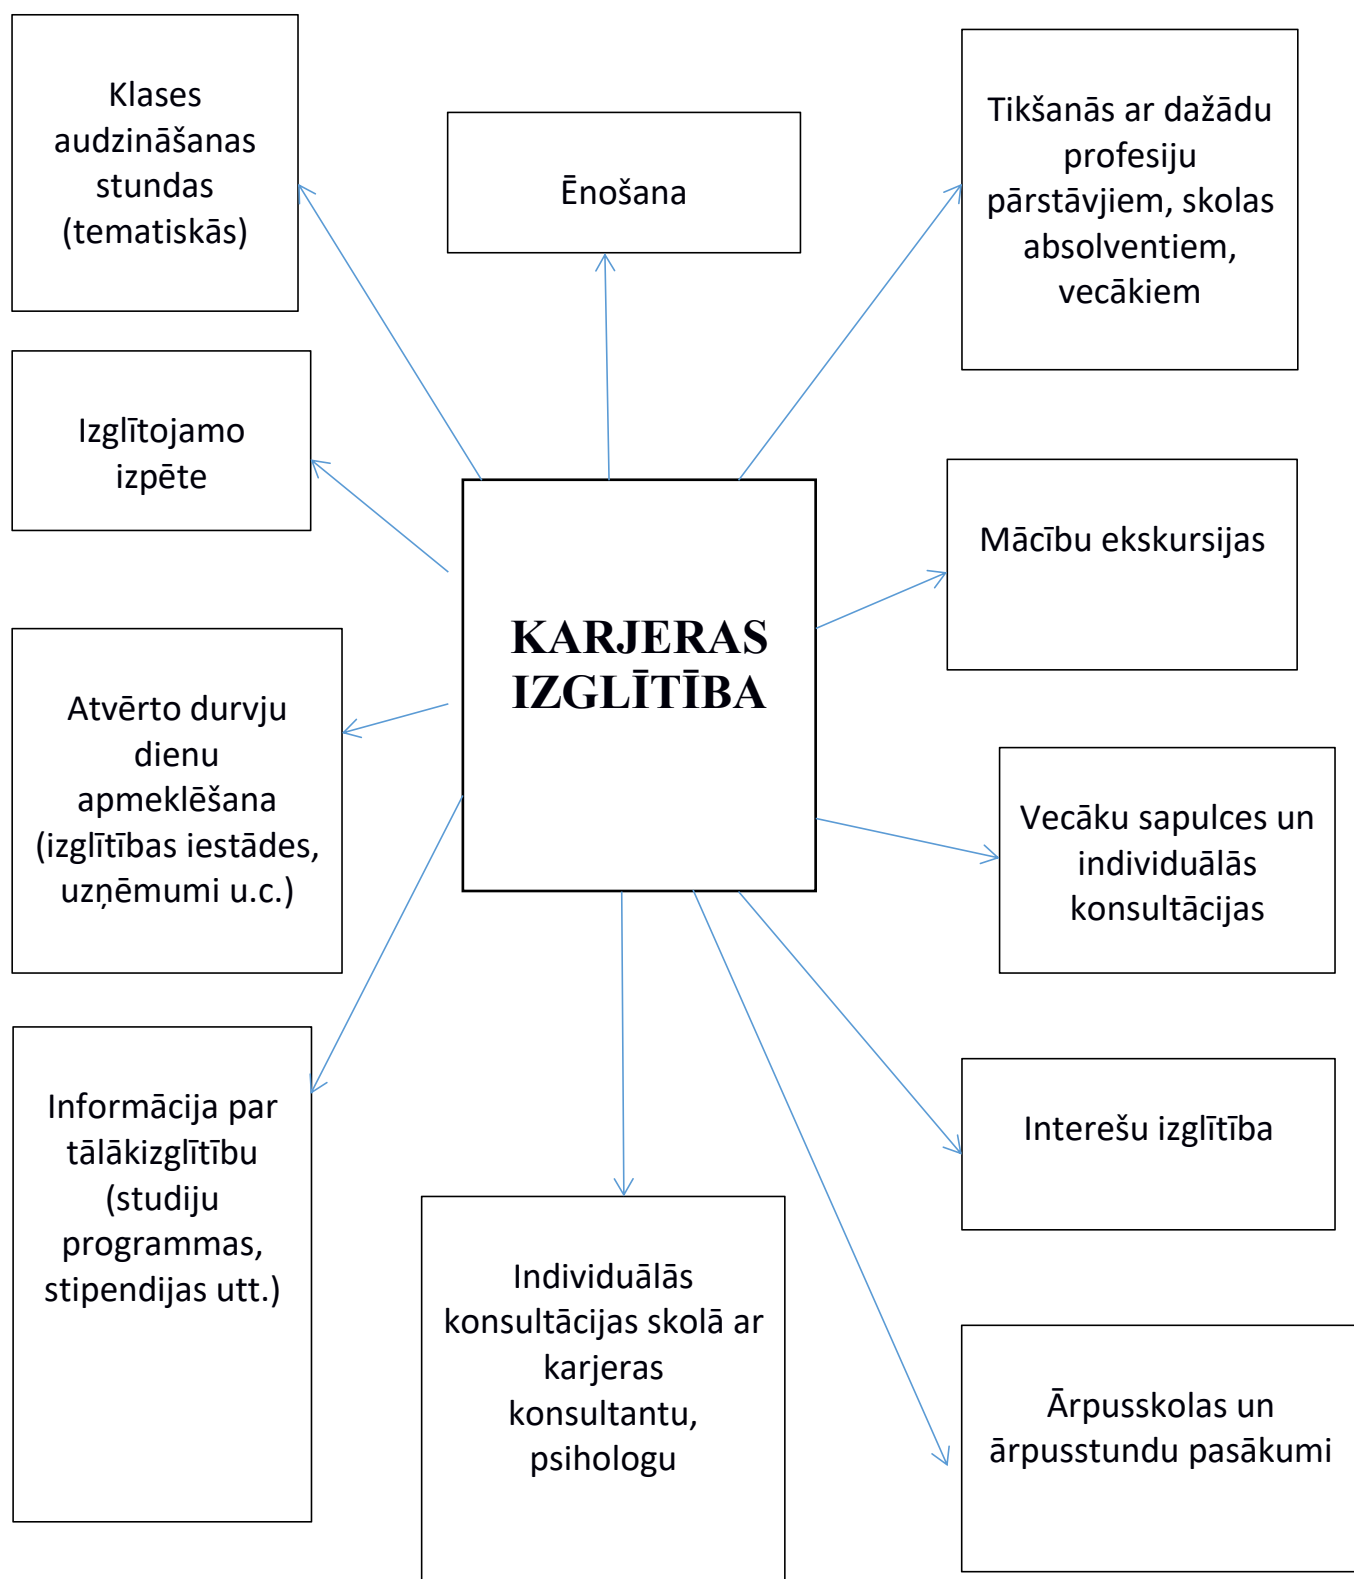 Klases
audzināšanas
stundas
(tematiskās)
Ēnošana
Tikšanās ar dažādu
profesiju
pārstāvjiem, skolas
absolventiem,
vecākiem
Izglītojamo
izpēte
Mācību ekskursijas
KARJERAS
IZGLĪTĪBA
Atvērto durvju
dienu
apmeklēšana
(izglītības iestādes,
uzņēmumi u.c.)
Vecāku sapulces un
individuālās
konsultācijas
Informācija par
tālākizglītību
(studiju
programmas,
stipendijas utt.)
Interešu izglītība
Individuālās
konsultācijas skolā ar
karjeras
konsultantu,
psihologu
Ārpusskolas un
ārpusstundu pasākumi